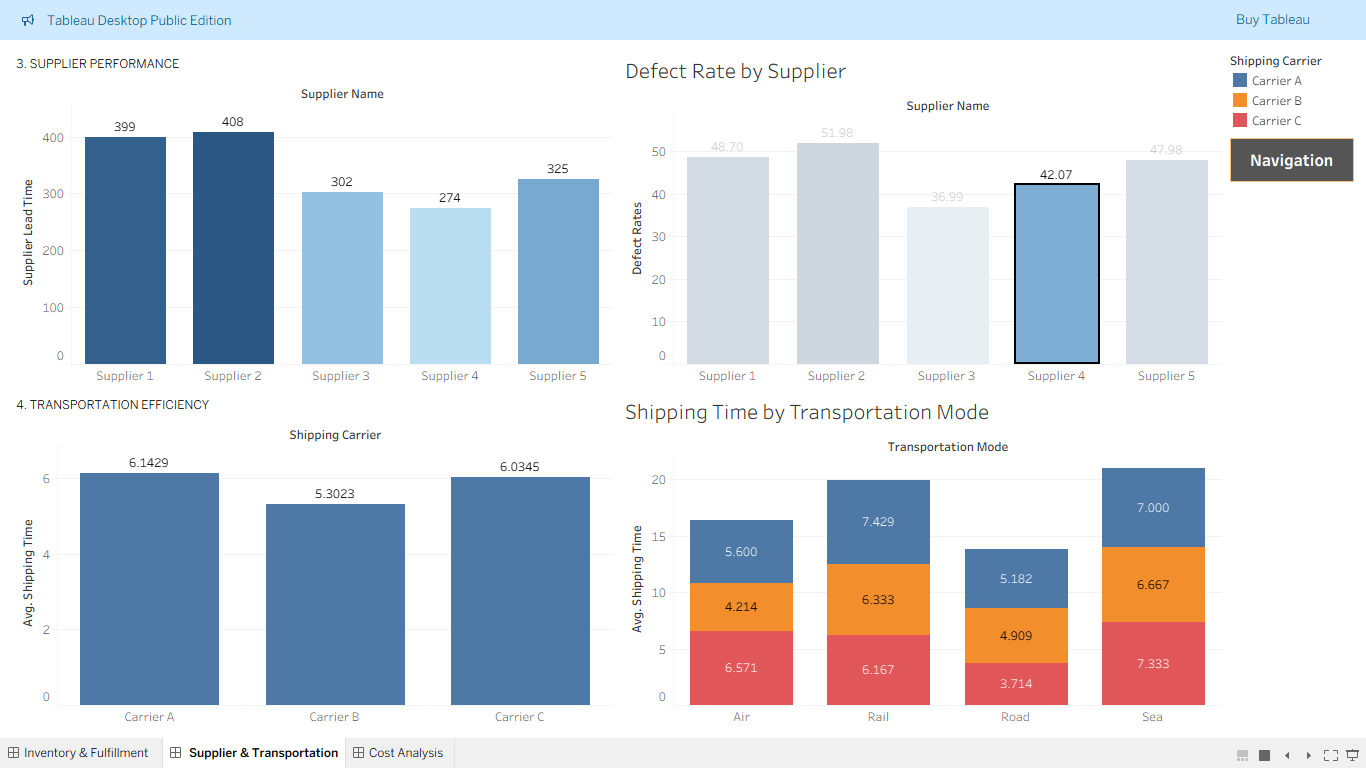 Tableau Desktop Public Edition
Buy Tableau
3. SUPPLIER PERFORMANCE
Supplier Name
399
408
302
274
325
Supplier Lead Time
400
300
200
100
0
Supplier 1
Supplier 2
Supplier 3
Supplier 4
Supplier 5
Defect Rate by Supplier
Supplier Name
48.70
51.98
36.99
42.07
47.98
Defect Rates
50
40
30
20
10
0
Supplier 1
Supplier 2
Supplier 3
Supplier 4
Supplier 5
Shipping Carrier
Carrier A
Carrier B
Carrier C
Navigation
4. TRANSPORTATION EFFICIENCY
Shipping Carrier
6.1429
5.3023
6.0345
Avg. Shipping Time
6
4
2
0
Carrier A
Carrier B
Carrier C
Shipping Time by Transportation Mode
Transportation Mode
Avg. Shipping Time
20
15
10
5
0
5.600
4.214
6.571
7.429
6.333
6.167
5.182
4.909
3.714
7.000
6.667
7.333
Air
Rail
Road
Sea
Inventory & Fulfillment
Supplier & Transportation
Cost Analysis